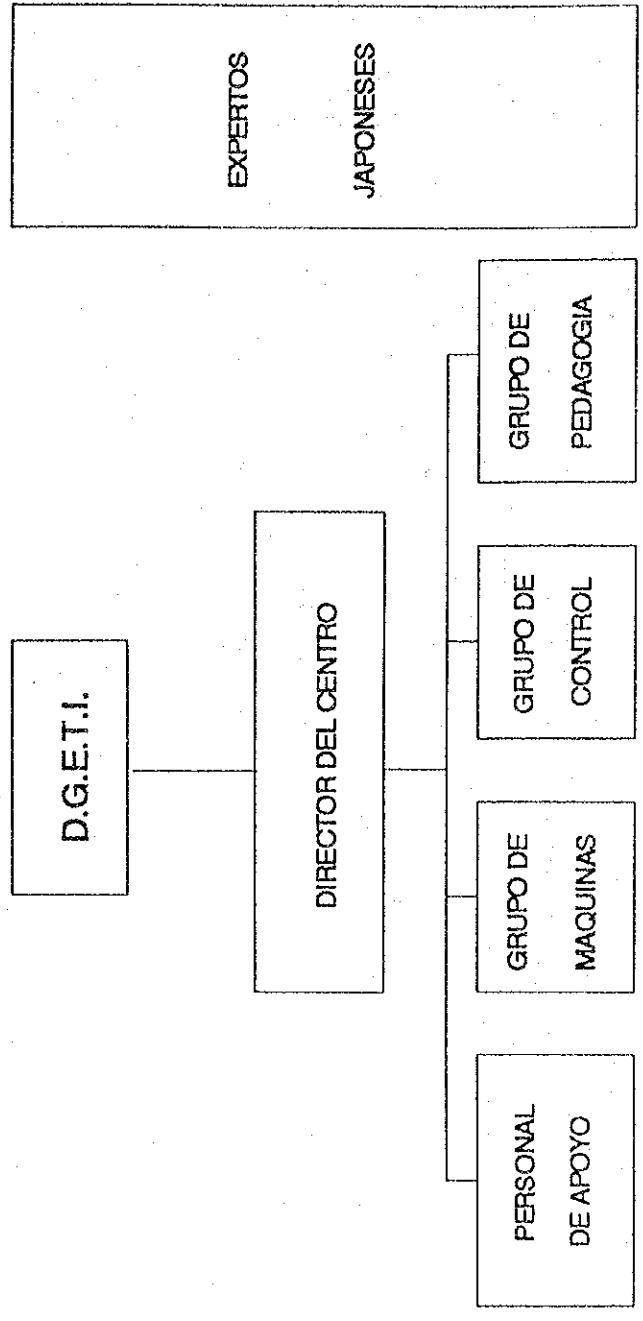 D.G.E.T.I.
DIRECTOR DEL CENTRO
PERSONAL
DE APOYO
GRUPO DE
MAQUINAS
GRUPO DE
CONTROL
GRUPO DE
PEDAGOGIA
EXPERTOS
JAPONESES